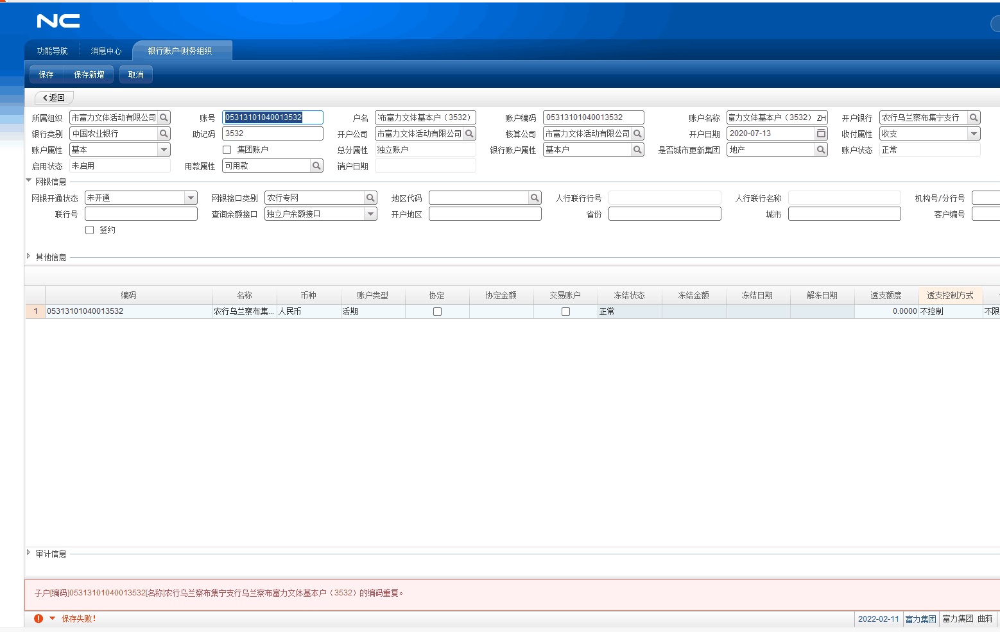 NC
功能导航 消息中心 银行账户-财务组织
保存 保存新增 取消
返回
所属组织 市富力文体活动有限公司 账号 05313101040013532 户名 布富力文体基本户（3532） 账户编码 05313101040013532 账户名称 富力文体基本户（3532） ZH 开户银行 农行乌兰察布集宁支行
银行类别 中国农业银行 助记码 3532 开户公司 市富力文体活动有限公司 核算公司 市富力文体活动有限公司 开户日期 2020-07-13 收付属性 收支
账户属性 基本 集团账户 总分属性 独立账户 银行账户属性 基本户 是否城市更新集团 地产 账户状态 正常
启用状态 未启用 用款属性 可用款 销户日期
网银信息
网银开通状态 未开通 网银接口类别 农行专网 地区代码 人行联行行号 人行联行名称 机构号/分行号
联行号 查询余额接口 独立户余额接口 开户地区 省份 城市 客户编号
签约
其他信息
编码 名称 币种 账户类型 协定 协定金额 交易账户 冻结状态 冻结金额 冻结日期 解冻日期 透支额度 透支控制方式
1 05313101040013532 农行乌兰察布集... 人民币 活期 正常 0.0000 不控制 不限
审计信息
子户[编码]05313101040013532[名称]农行乌兰察布集宁支行乌兰察布富力文体基本户（3532）的编码重复。
保存失败！ 2022-02-11 富力集团 富力集团 曲莉